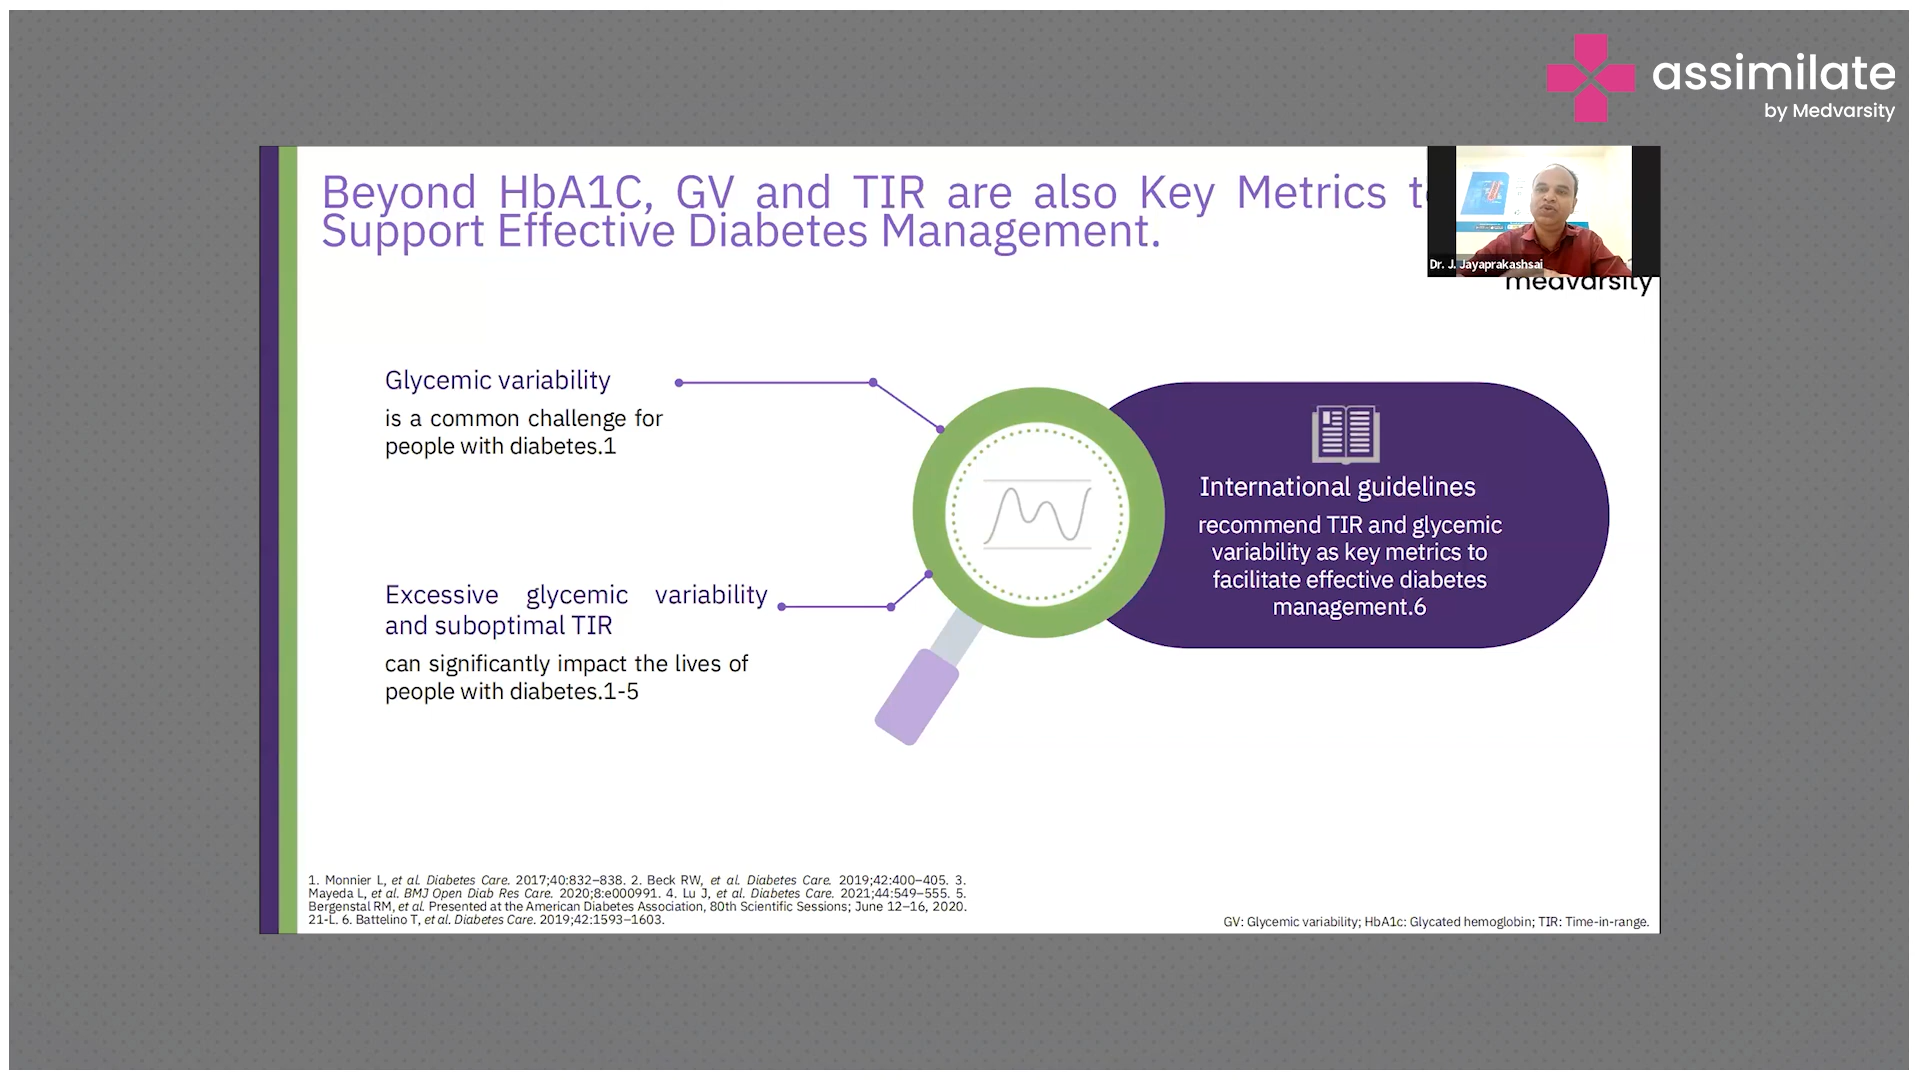 assimilate
by Medvarsity
Beyond HbA1C, GV and TIR are also Key Metrics
Support Effective Diabetes Management.
Dr. J. Jayaprakashsai
medvarsity
Glycemic variability
is a common challenge for
people with diabetes.1
Excessive glycemic variability
and suboptimal TIR
can significantly impact the lives of
people with diabetes.1-5
International guidelines
recommend TIR and glycemic
variability as key metrics to
facilitate effective diabetes
management.6
1. Monnier L, et al. Diabetes Care. 2017;40:832–838. 2. Beck RW, et al. Diabetes Care. 2019;42:400–405. 3.
Mayeda L, et al. BMJ Open Diab Res Care. 2020;8:e000991. 4. Lu J, et al. Diabetes Care. 2021;44:549–555. 5.
Bergenstal RM, et al. Presented at the American Diabetes Association, 80th Scientific Sessions; June 12–16, 2020.
21-L. 6. Battelino T, et al. Diabetes Care. 2019;42:1593–1603.
GV: Glycemic variability; HbA1c: Glycated hemoglobin; TIR: Time-in-range.